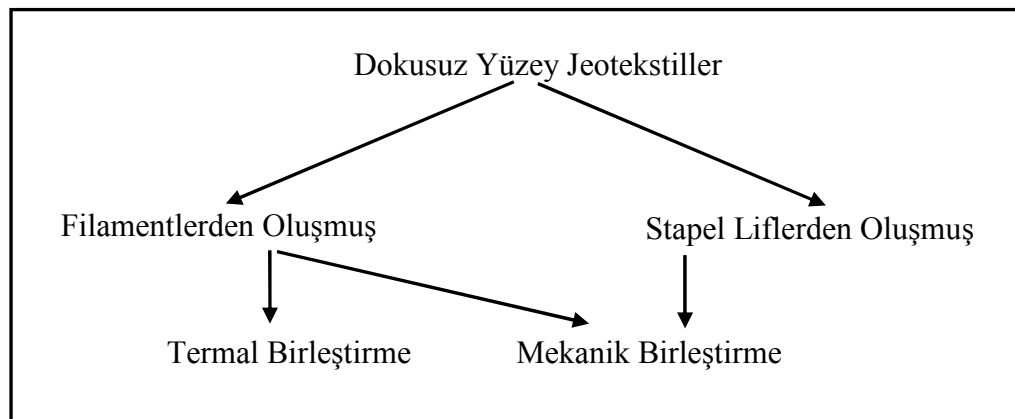 Dokusuz Yüzey Jeotekstiller
Filamentlerden Oluşmuş
Stapel Liflerden Oluşmuş
Termal Birleştirme
Mekanik Birleştirme